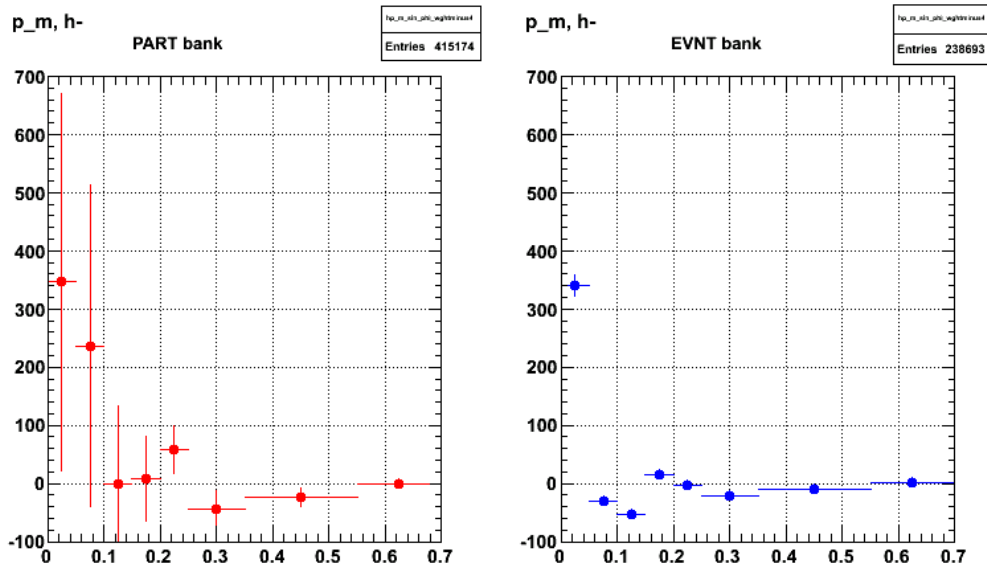 p_m, h-
PART bank
hp_m_sin_phi_wghtminus4
Entries 415174
700
600
500
400
300
200
100
0
-100
0 0.1 0.2 0.3 0.4 0.5 0.6 0.7
p_m, h-
EVNT bank
hp_m_sin_phi_wghtminus4
Entries 238693
700
600
500
400
300
200
100
0
-100
0 0.1 0.2 0.3 0.4 0.5 0.6 0.7